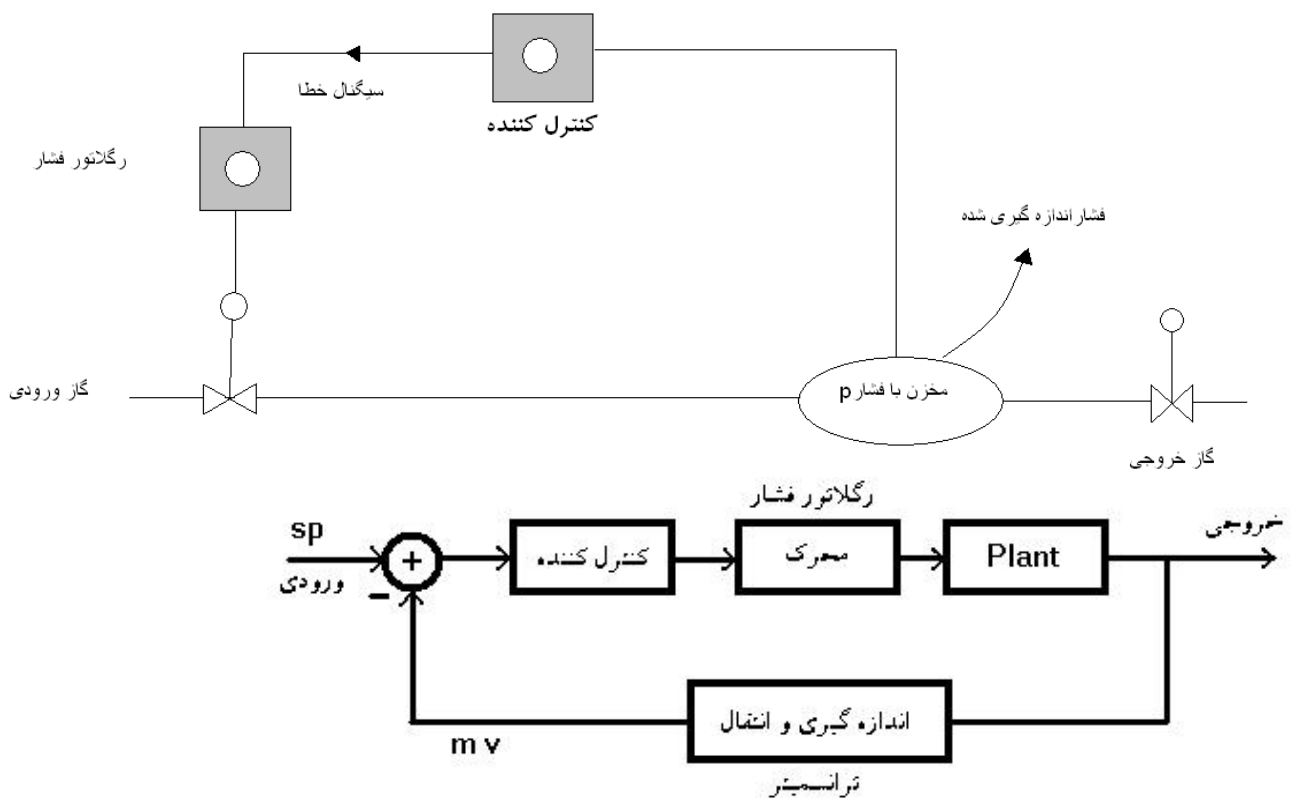 سیگنال خطا
کنترل کننده
رگلاتور فشار
فشار اندازه گیری شده
گاز ورودی
مخزن با فشار p
گاز خروجی
رگلاتور فشار
sp
ورودی
+
-
کنترل کننده
محرک
Plant
خروجی
اندازه گیری و انتقال
m v
ترانسمیتر